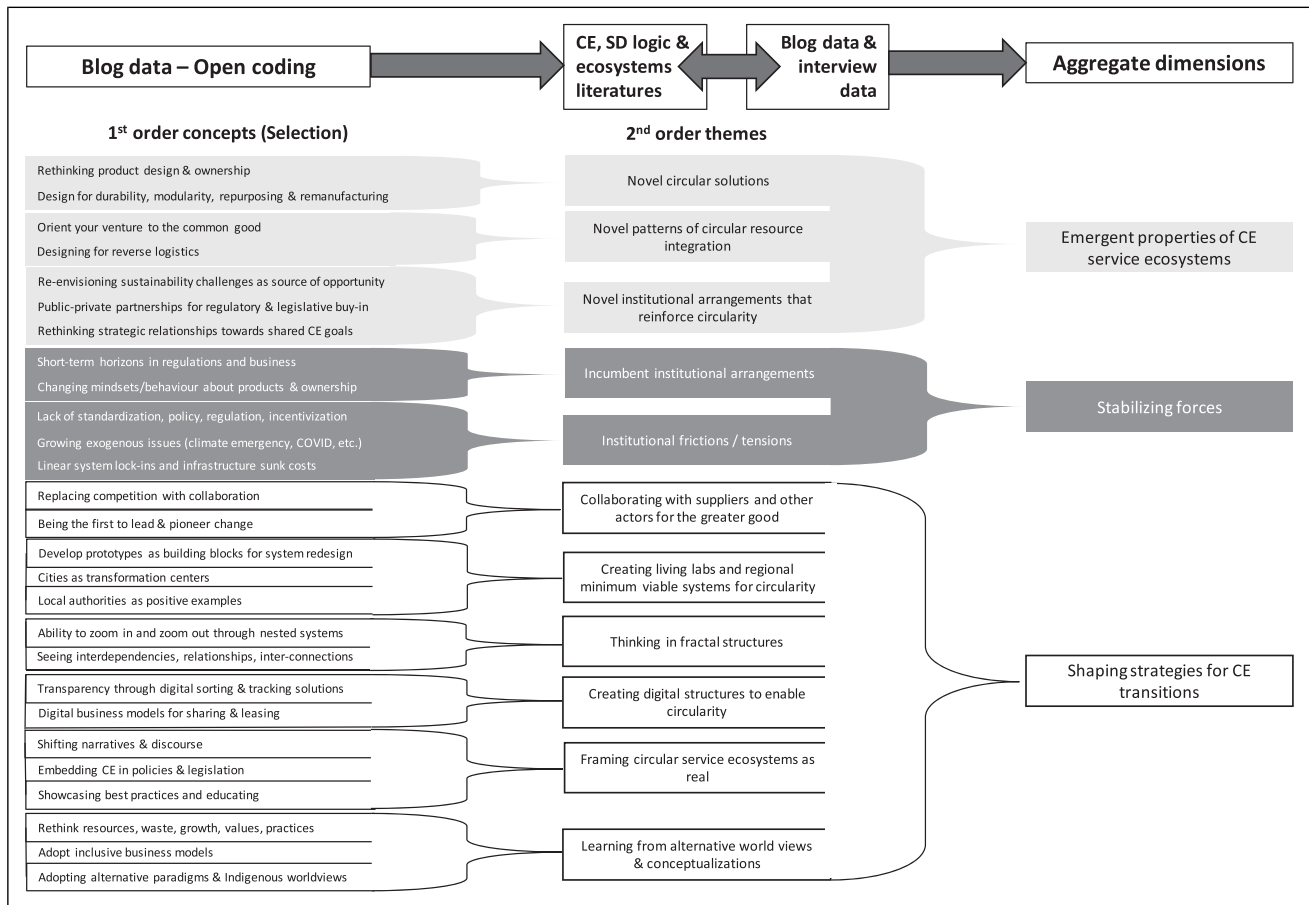 Blog data – Open coding
CE, SD logic &
ecosystems
literatures
Blog data &
interview
data
Aggregate dimensions
1st order concepts (Selection)
2nd order themes
Rethinking product design & ownership
Design for durability, modularity, repurposing & remanufacturing
Novel circular solutions
Orient your venture to the common good
Designing for reverse logistics
Novel patterns of circular resource
integration
Re-envisioning sustainability challenges as source of opportunity
Public-private partnerships for regulatory & legislative buy-in
Rethinking strategic relationships towards shared CE goals
Novel institutional arrangements that
reinforce circularity
Emergent properties of CE
service ecosystems
Short-term horizons in regulations and business
Changing mindsets/behaviour about products & ownership
Incumbent institutional arrangements
Lack of standardization, policy, regulation, incentivization
Growing exogenous issues (climate emergency, COVID, etc.)
Linear system lock-ins and infrastructure sunk costs
Institutional frictions / tensions
Stabilizing forces
Replacing competition with collaboration
Being the first to lead & pioneer change
Collaborating with suppliers and other
actors for the greater good
Develop prototypes as building blocks for system redesign
Cities as transformation centers
Local authorities as positive examples
Creating living labs and regional
minimum viable systems for circularity
Ability to zoom in and zoom out through nested systems
Seeing interdependencies, relationships, inter-connections
Thinking in fractal structures
Transparency through digital sorting & tracking solutions
Digital business models for sharing & leasing
Creating digital structures to enable
circularity
Shifting narratives & discourse
Embedding CE in policies & legislation
Showcasing best practices and educating
Framing circular service ecosystems as
real
Rethink resources, waste, growth, values, practices
Adopt inclusive business models
Adopting alternative paradigms & Indigenous worldviews
Learning from alternative world views
& conceptualizations
Shaping strategies for CE
transitions